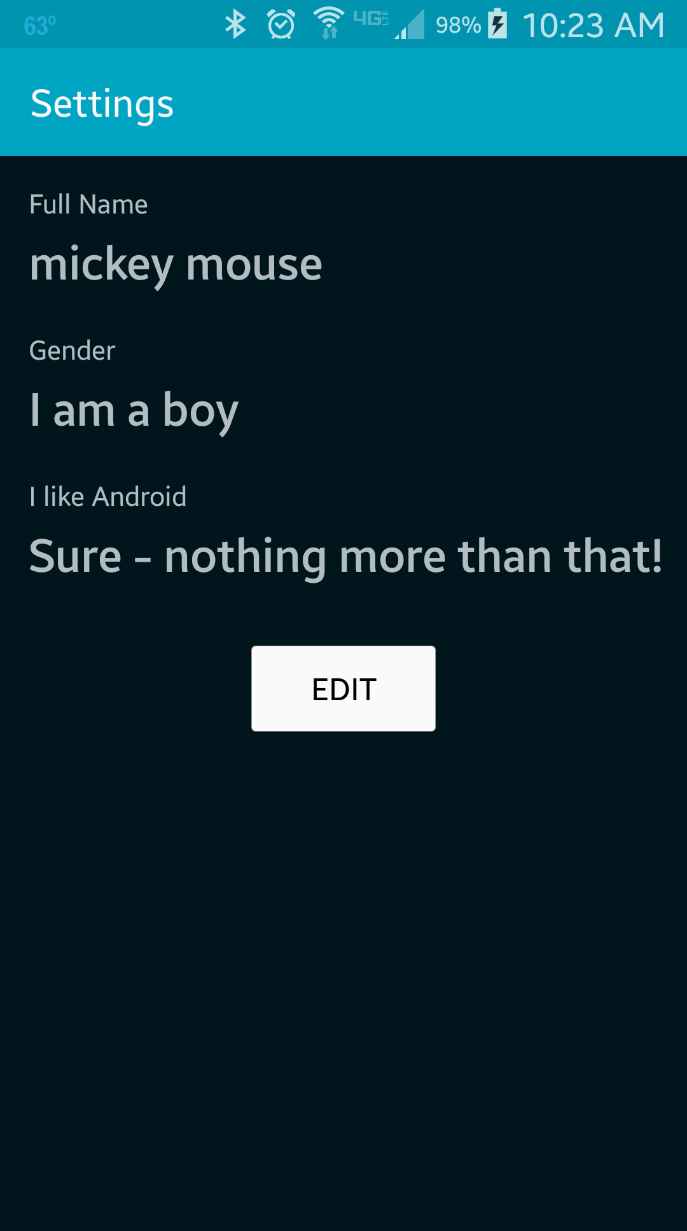 63° 4G LTE 98% 10:23 AM
Settings
Full Name
mickey mouse
Gender
I am a boy
I like Android
Sure - nothing more than that!
EDIT